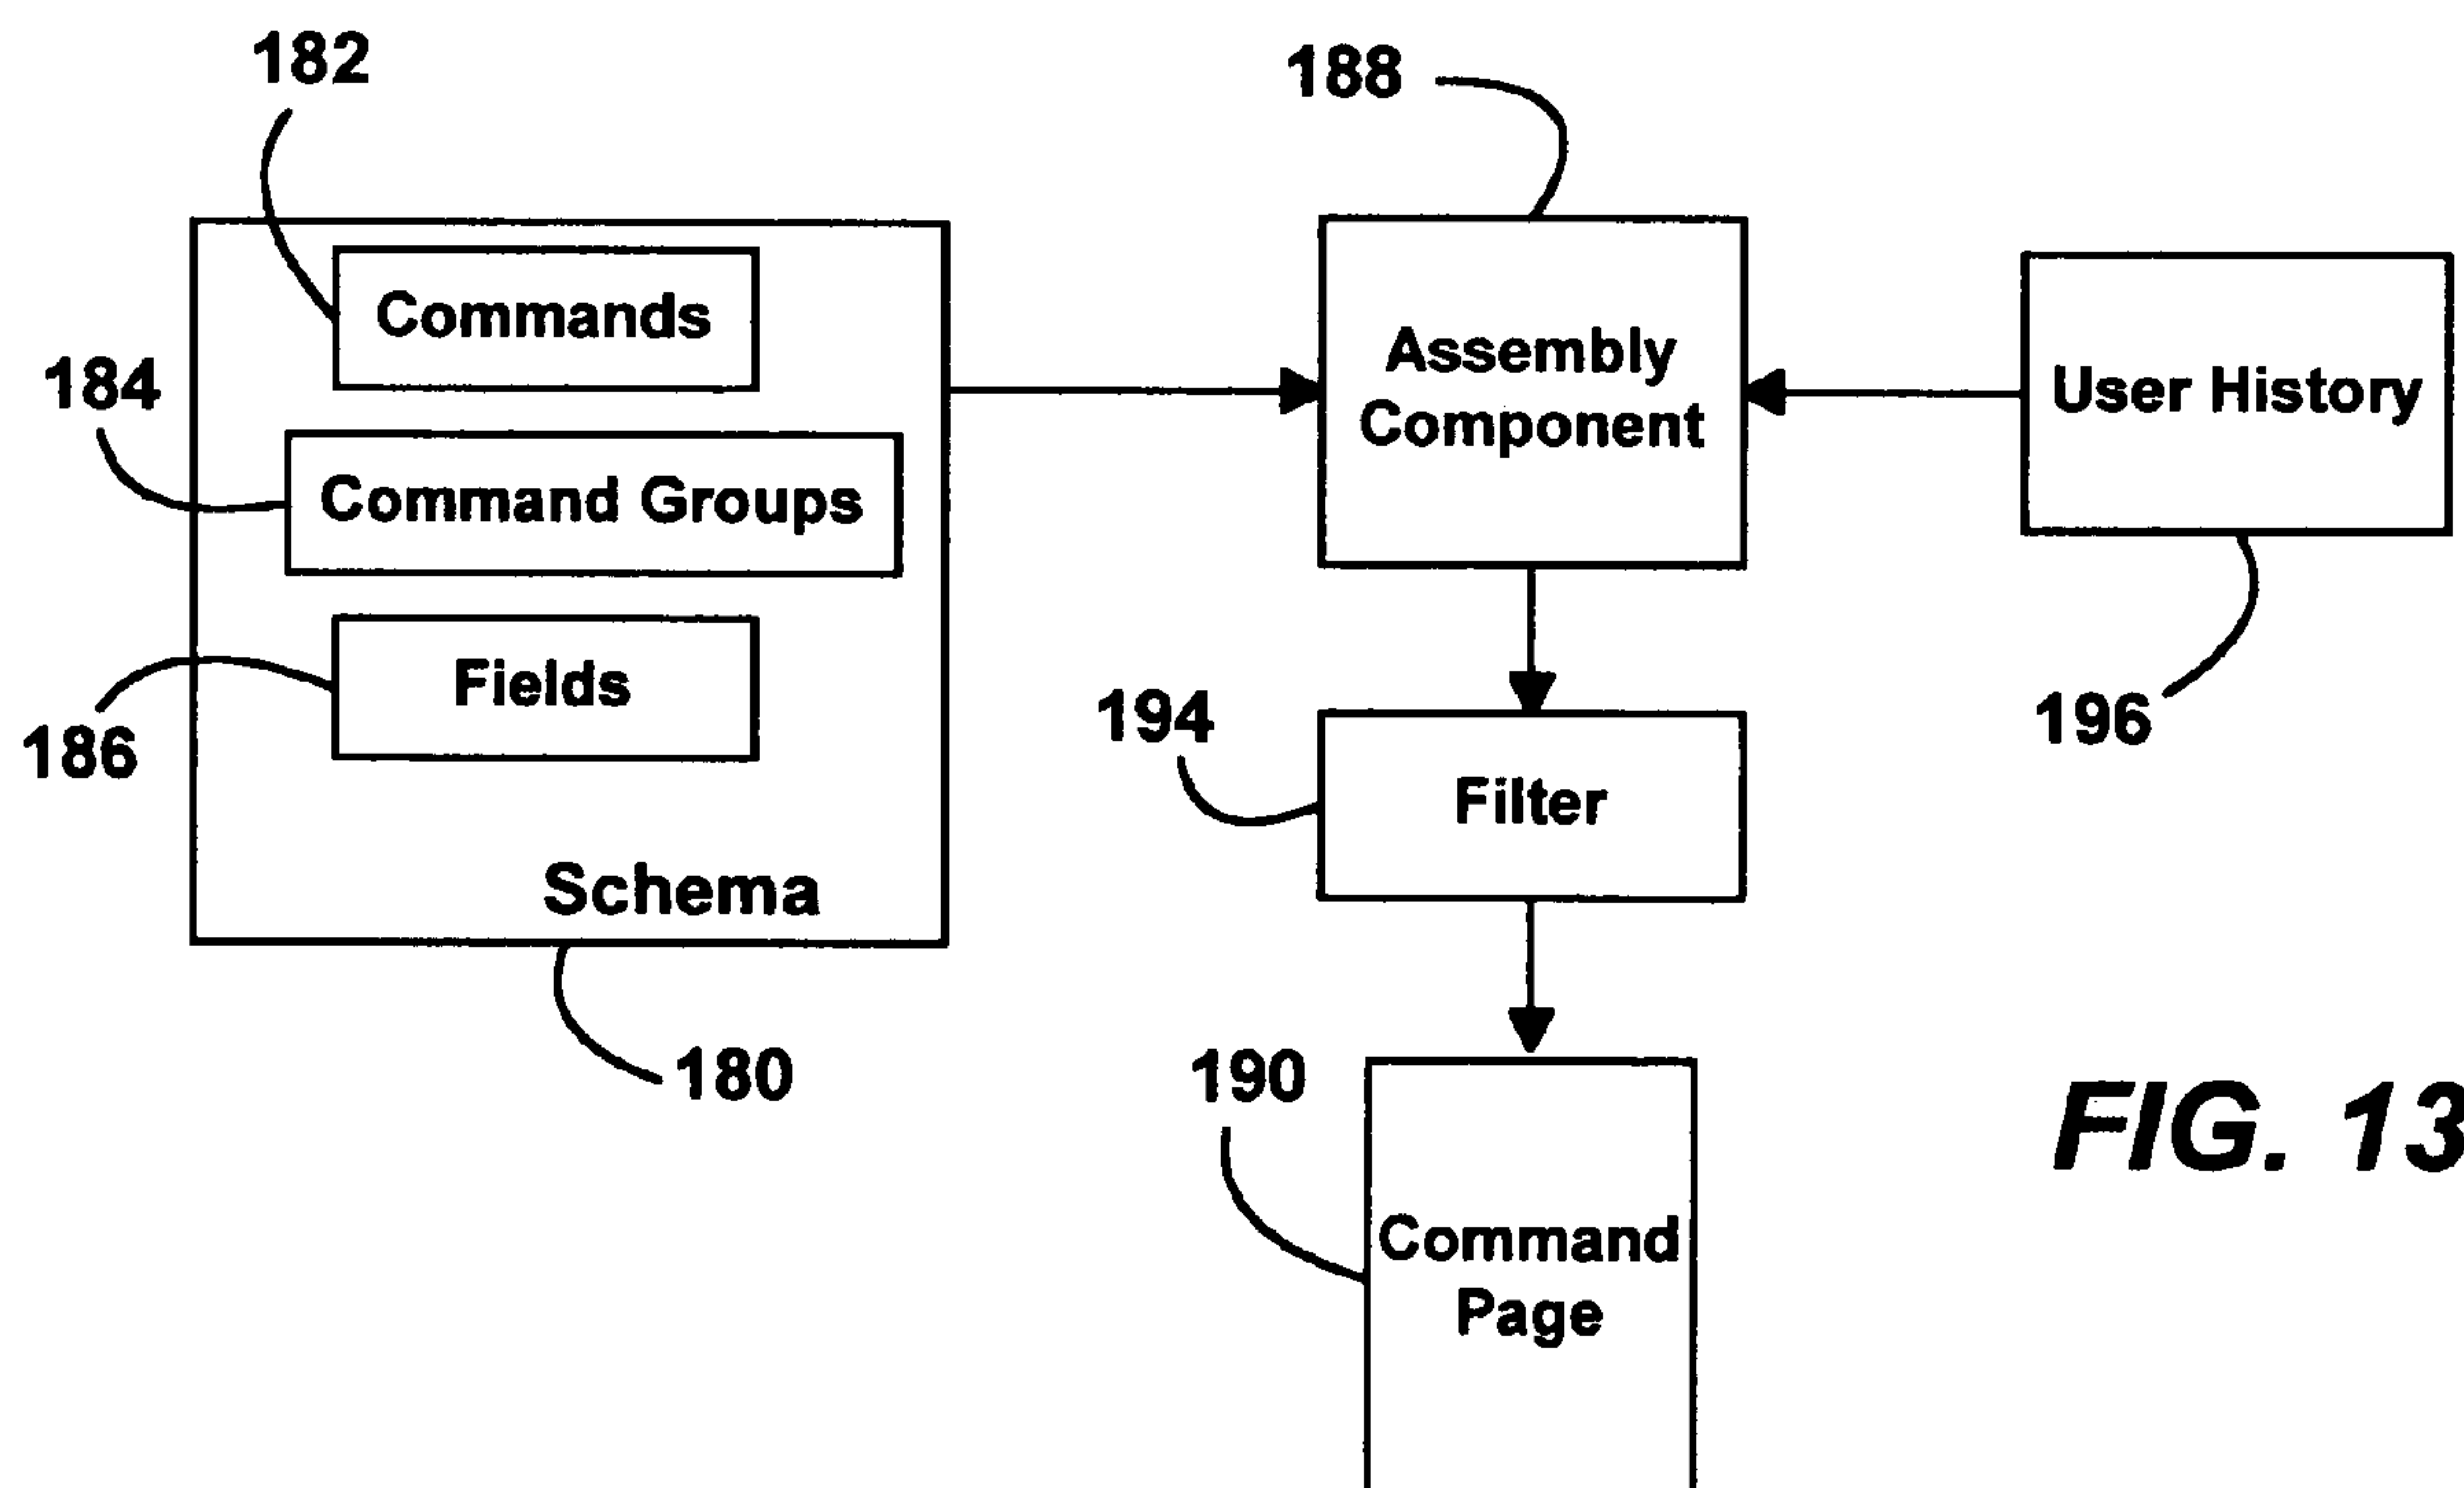 182
188
Commands
184
Command Groups
Assembly
Component
User History
186
Fields
194
196
Filter
Schema
180
190
FIG. 13
Command
Page